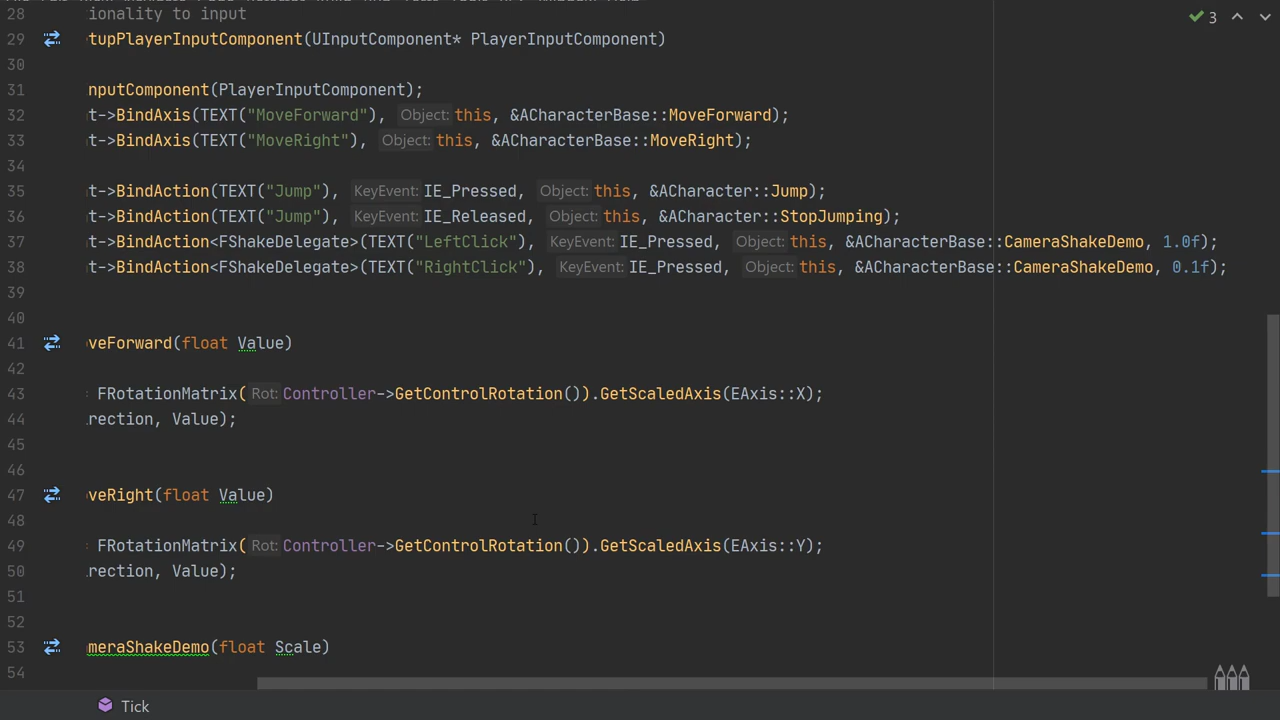 28 ionality to input
29 tupPlayerInputComponent(UInputComponent* PlayerInputComponent)
30
31 nputComponent(PlayerInputComponent);
32 t->BindAxis(TEXT("MoveForward"), Object: this, &ACharacterBase::MoveForward);
33 t->BindAxis(TEXT("MoveRight"), Object: this, &ACharacterBase::MoveRight);
34
35 t->BindAction(TEXT("Jump"), KeyEvent: IE_Pressed, Object: this, &ACharacter::Jump);
36 t->BindAction(TEXT("Jump"), KeyEvent: IE_Released, Object: this, &ACharacter::StopJumping);
37 t->BindAction<FShakeDelegate>(TEXT("LeftClick"), KeyEvent: IE_Pressed, Object: this, &ACharacterBase::CameraShakeDemo, 1.0f);
38 t->BindAction<FShakeDelegate>(TEXT("RightClick"), KeyEvent: IE_Pressed, Object: this, &ACharacterBase::CameraShakeDemo, 0.1f);
39
40
41 veForward(float Value)
42
43 : FRotationMatrix( Rot: Controller->GetControlRotation()).GetScaledAxis(EAxis::X);
44 rection, Value);
45
46
47 veRight(float Value)
48
49 : FRotationMatrix( Rot: Controller->GetControlRotation()).GetScaledAxis(EAxis::Y);
50 rection, Value);
51
52
53 meraShakeDemo(float Scale)
54
3
Tick